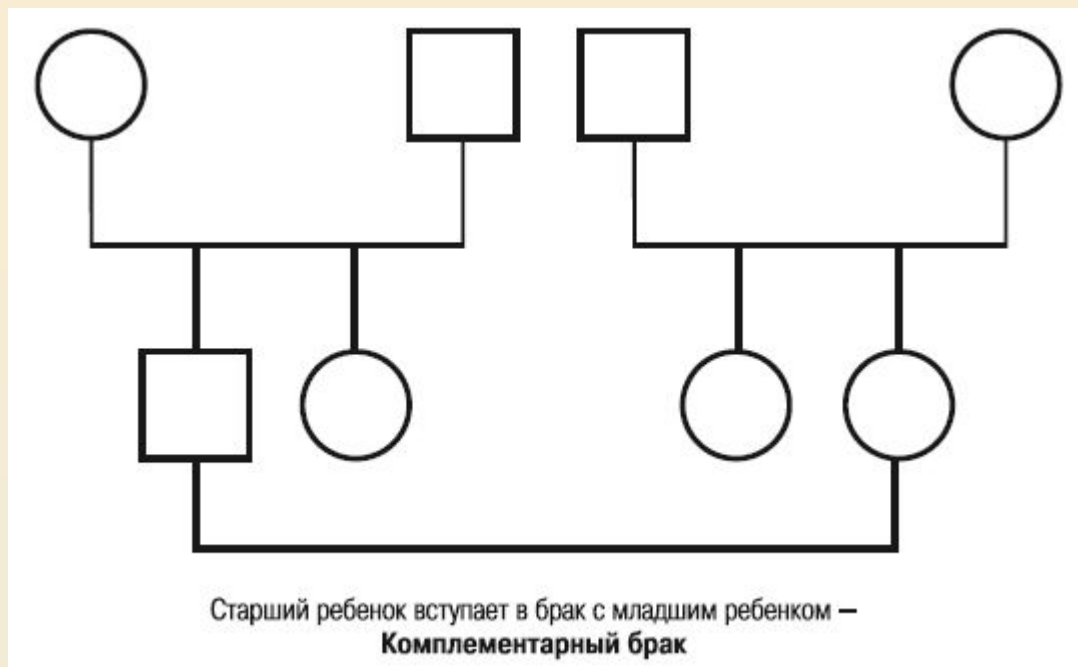 Старший ребенок вступает в брак с младшим ребенком –
Комплементарный брак